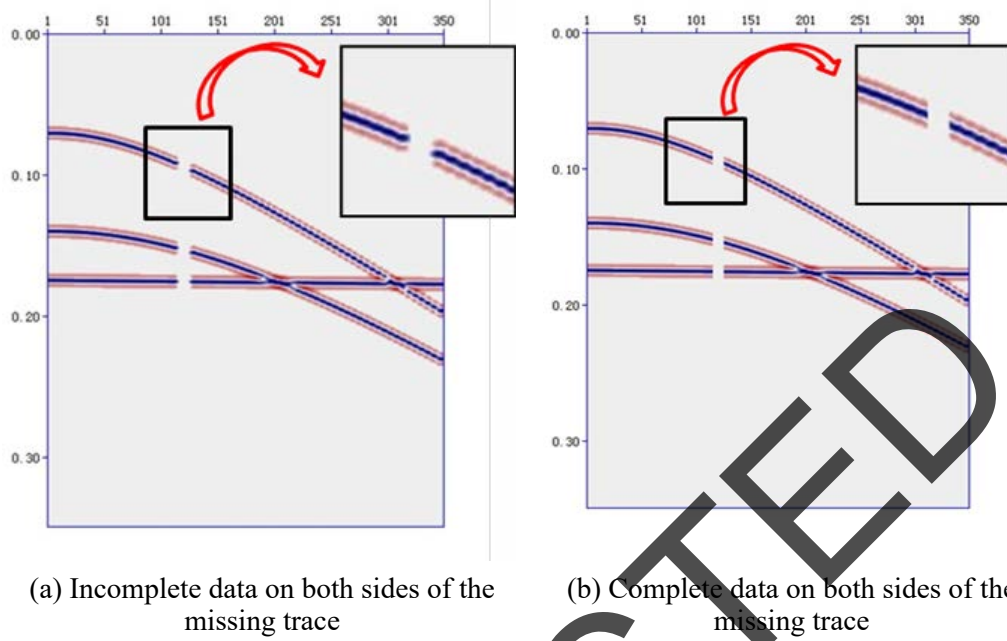 1 51 101 151 201 251 301 350
0.00
0.10
0.20
0.30
1 51 101 151 201 251 301 350
0.00
0.10
0.20
0.30
(a) Incomplete data on both sides of the
missing trace
(b) Complete data on both sides of the
missing trace
CTED